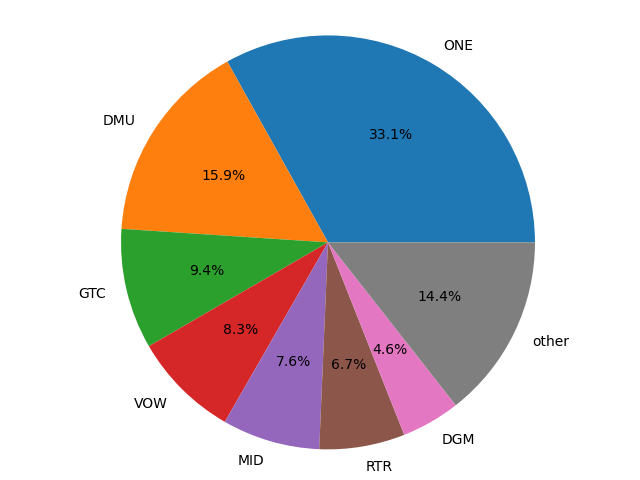 ONE
33.1%
DMU
15.9%
GTC
9.4%
VOW
8.3%
MID
7.6%
RTR
6.7%
DGM
4.6%
other
14.4%